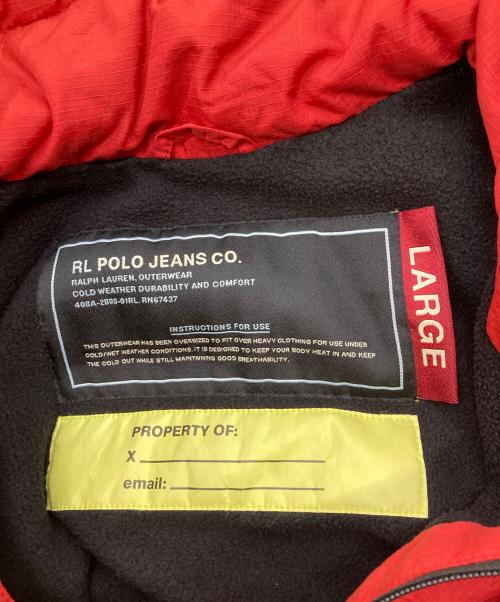 RL POLO JEANS CO.
RALPH LAUREN, OUTERWEAR
COLD WEATHER DURABILITY AND COMFORT
408A-2808-01RL. RN67437
INSTRUCTIONS FOR USE
THIS OUTERWEAR HAS BEEN OVERSIZED TO FIT OVER HEAVY CLOTHING FOR USE UNDER
COLD/WET WEATHER CONDITIONS. IT IS DESIGNED TO KEEP YOUR BODY HEAT IN AND KEEP
THE COLD OUT WHILE STILL MAINTAINING GOOD BREATHABILITY.
LARGE
PROPERTY OF:
X
email: